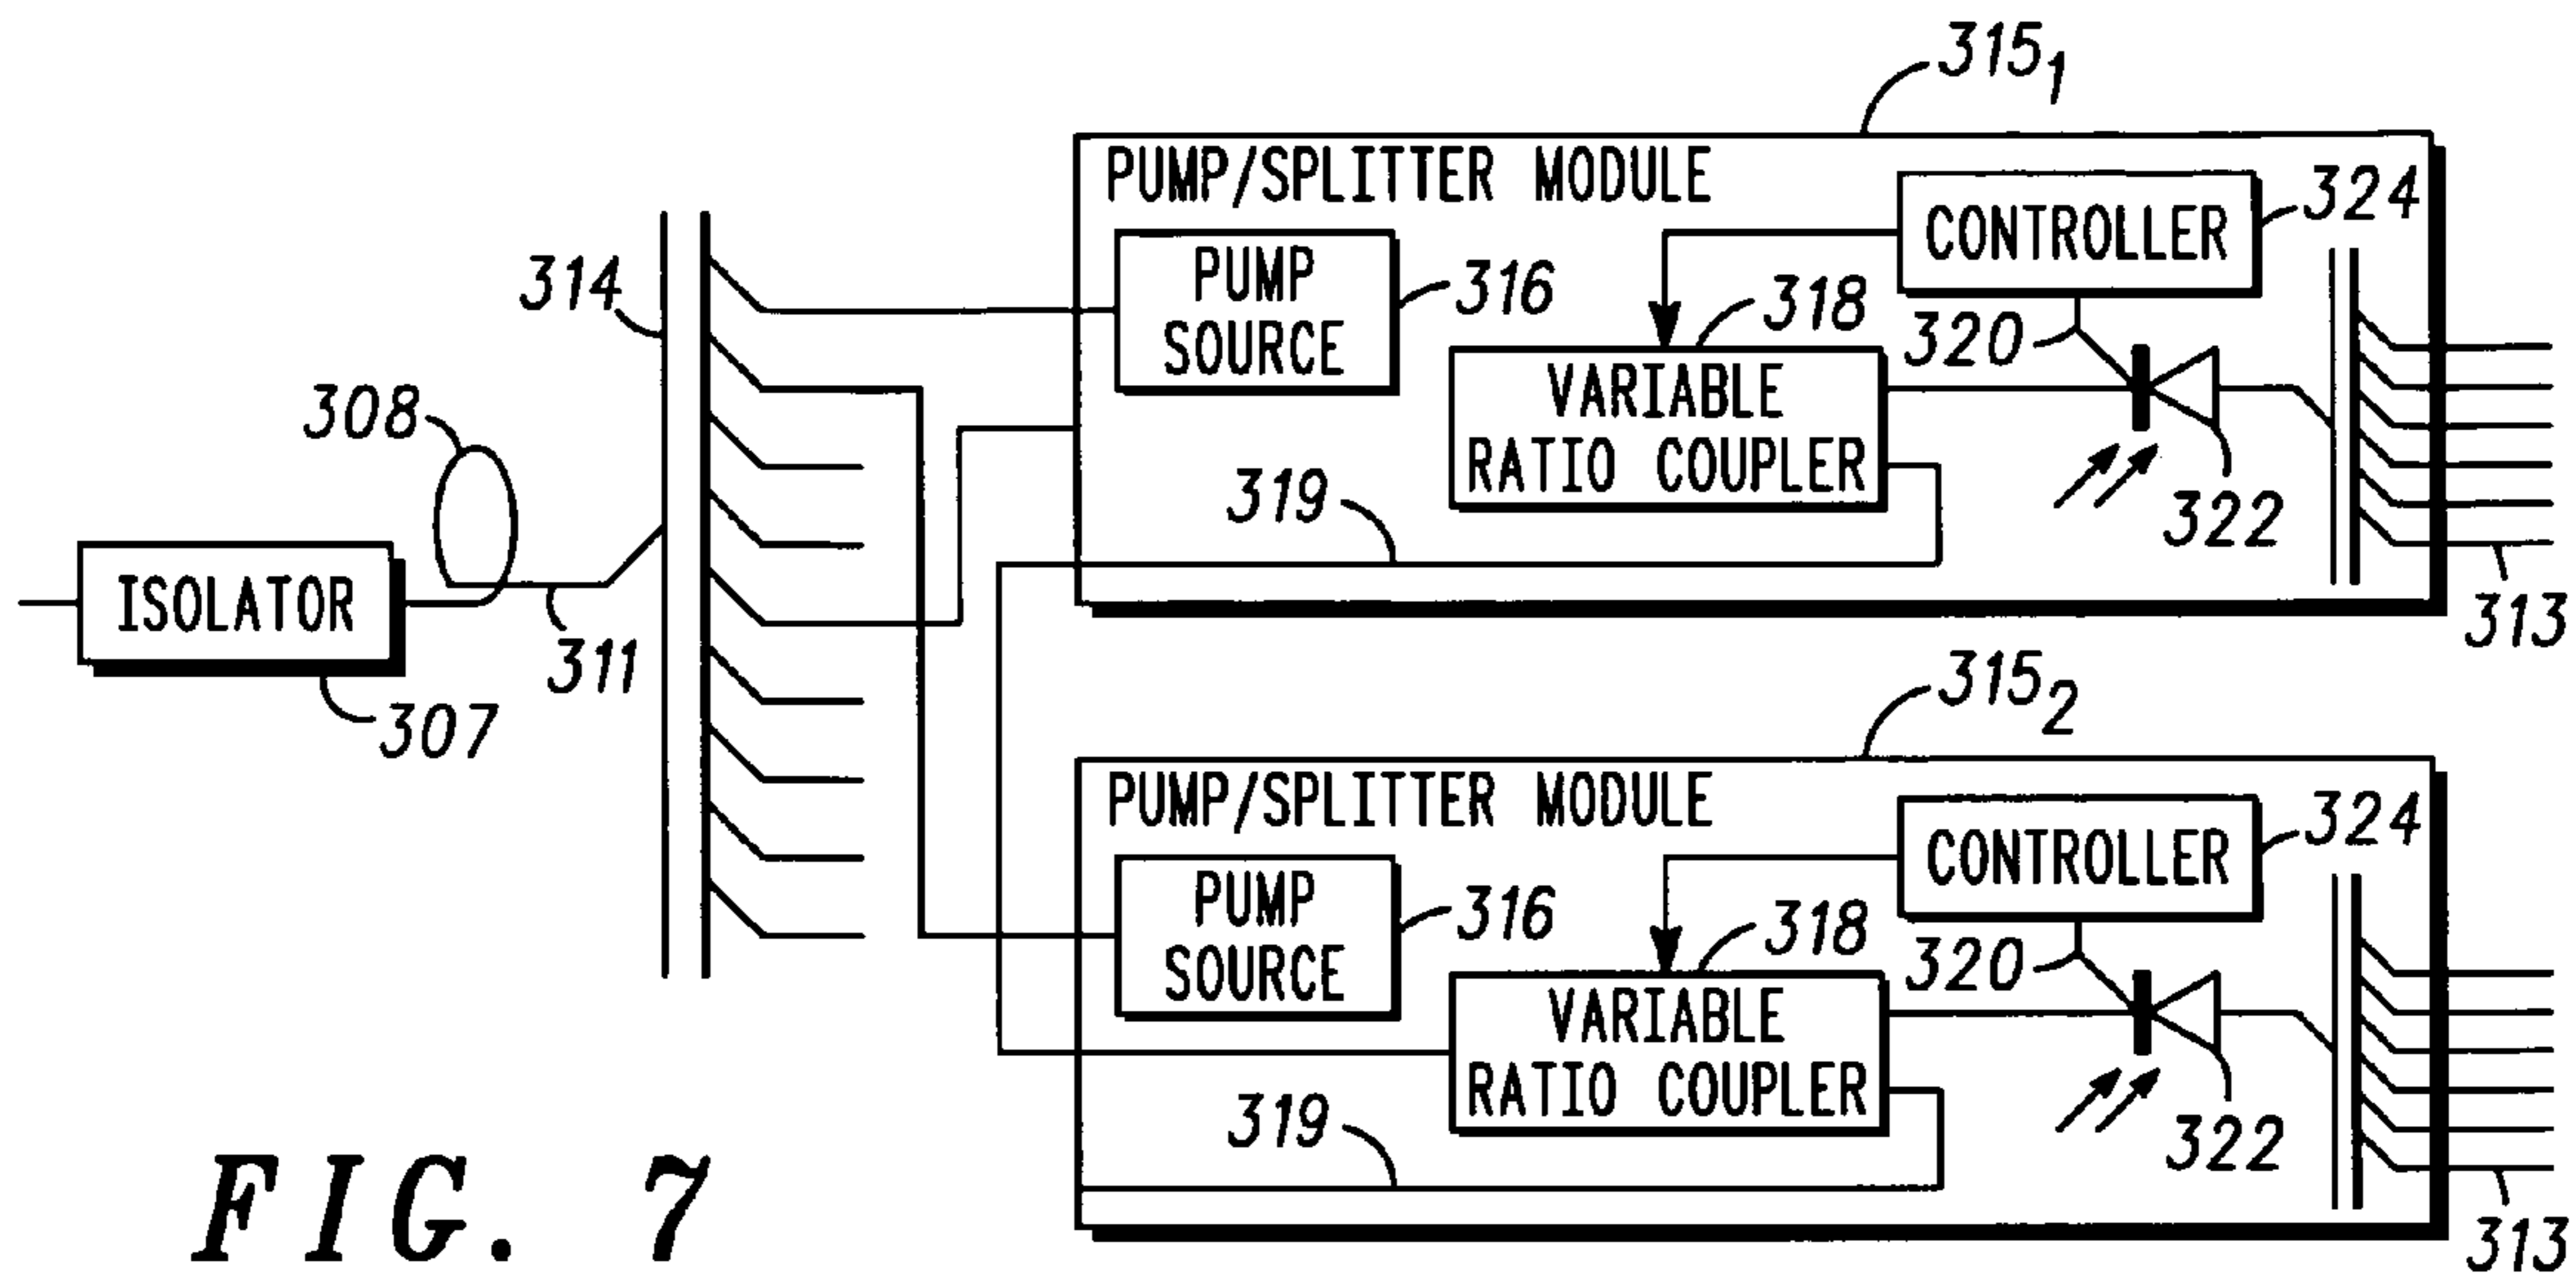 315₁
PUMP/SPLITTER MODULE
CONTROLLER
324
PUMP
SOURCE
316
318
320
VARIABLE
RATIO COUPLER
319
322
313
314
308
ISOLATOR
311
307
315₂
PUMP/SPLITTER MODULE
CONTROLLER
324
PUMP
SOURCE
316
318
320
VARIABLE
RATIO COUPLER
319
322
313
FIG. 7